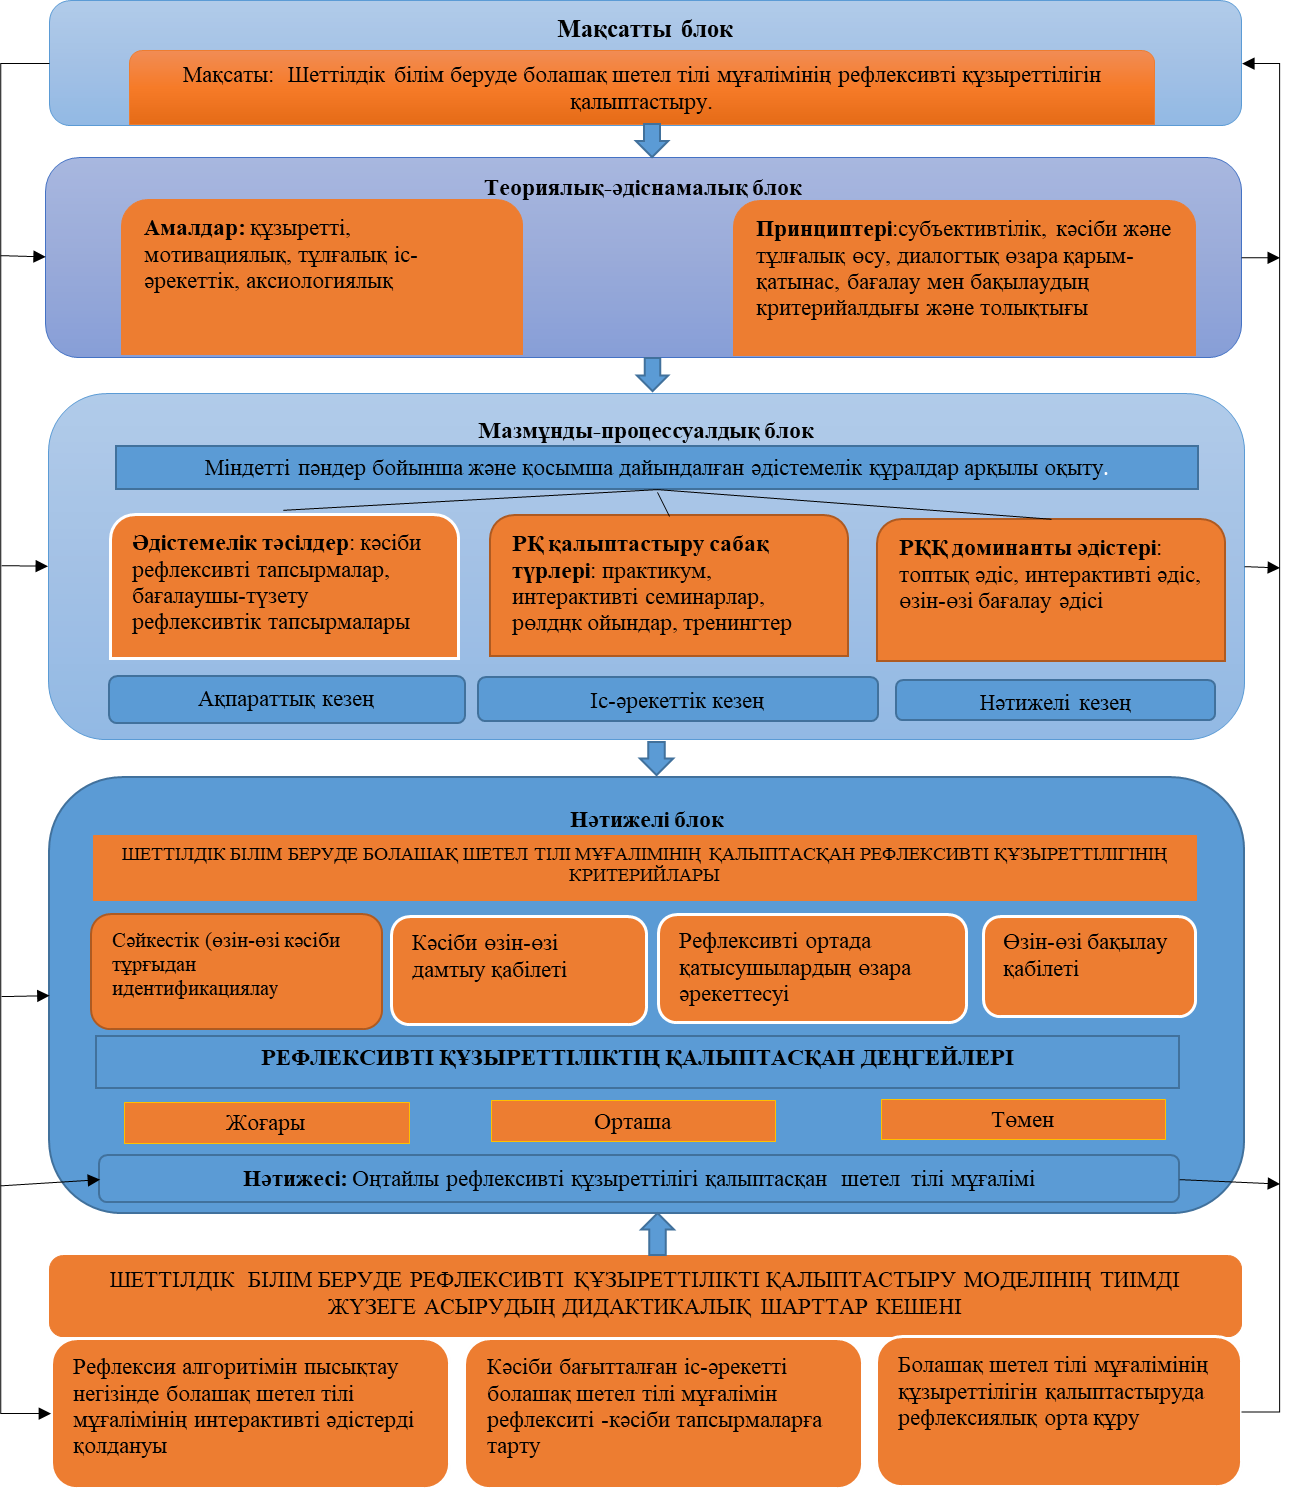 Мақсатты блок
Мақсаты: Шеттілдік білім беруде болашақ шетел тілі мұғалімінің рефлексивті құзыреттілігін
қалыптастыру.
Теориялық-әдіснамалық блок
Амалдар: құзыретті,
мотивациялық, тұлғалық іс-
әрекеттік, аксиологиялық
Принциптері:субъективтілік, кәсіби және
тұлғалық өсу, диалогтық өзара қарым-
қатынас, бағалау мен бақылаудың
критерийалдығы және толықтығы
Мазмұнды-процессуалдық блок
Міндетті пәндер бойынша және қосымша дайындалған әдістемелік құралдар арқылы оқыту.
Әдістемелік тәсілдер: кәсіби
рефлексивті тапсырмалар,
бағалаушы-түзету
рефлексивтік тапсырмалары
РҚ қалыптастыру сабақ
түрлері: практикум,
интерактивті семинарлар,
рөлдңк ойындар, тренингтер
РҚҚ доминанты әдістері:
топтық әдіс, интерактивті әдіс,
өзін-өзі бағалау әдісі
Ақпараттық кезең
Іс-әрекеттік кезең
Нәтижелі кезең
Нәтижелі блок
ШЕТТІЛДІК БІЛІМ БЕРУДЕ БОЛАШАҚ ШЕТЕЛ ТІЛІ МҰҒАЛІМІНІҢ ҚАЛЫПТАСҚАН РЕФЛЕКСИВТІ ҚҰЗЫРЕТТІЛІГІНІҢ
КРИТЕРИЙЛАРЫ
Сәйкестік (өзін-өзі кәсіби
тұрғыдан
идентификациялау
Кәсіби өзін-өзі
дамтыу қабілеті
Рефлексивті ортада
қатысушылардың өзара
әрекеттесуі
Өзін-өзі бақылау
қабілеті
РЕФЛЕКСИВТІ ҚҰЗЫРЕТТІЛІКТІҢ ҚАЛЫПТАСҚАН ДЕҢГЕЙЛЕРІ
Жоғары
Орташа
Төмен
Нәтижесі: Оңтайлы рефлексивті құзыреттілігі қалыптасқан шетел тілі мұғалімі
ШЕТТІЛДІК БІЛІМ БЕРУДЕ РЕФЛЕКСИВТІ ҚҰЗЫРЕТТІЛІКТІ ҚАЛЫПТАСТЫРУ МОДЕЛІНІҢ ТИІМДІ
ЖҮЗЕГЕ АСЫРУДЫҢ ДИДАКТИКАЛЫҚ ШАРТТАР КЕШЕНІ
Рефлексия алгоритімін пысықтау
негізінде болашақ шетел тілі
мұғалімінің интерактивті әдістерді
қолдануы
Кәсіби бағытталған іс-әрекетті
болашақ шетел тілі мұғалімін
рефлекситі -кәсіби тапсырмаларға
тарту
Болашақ шетел тілі мұғалімінің
құзыреттілігін қалыптастыруда
рефлексиялық орта құру